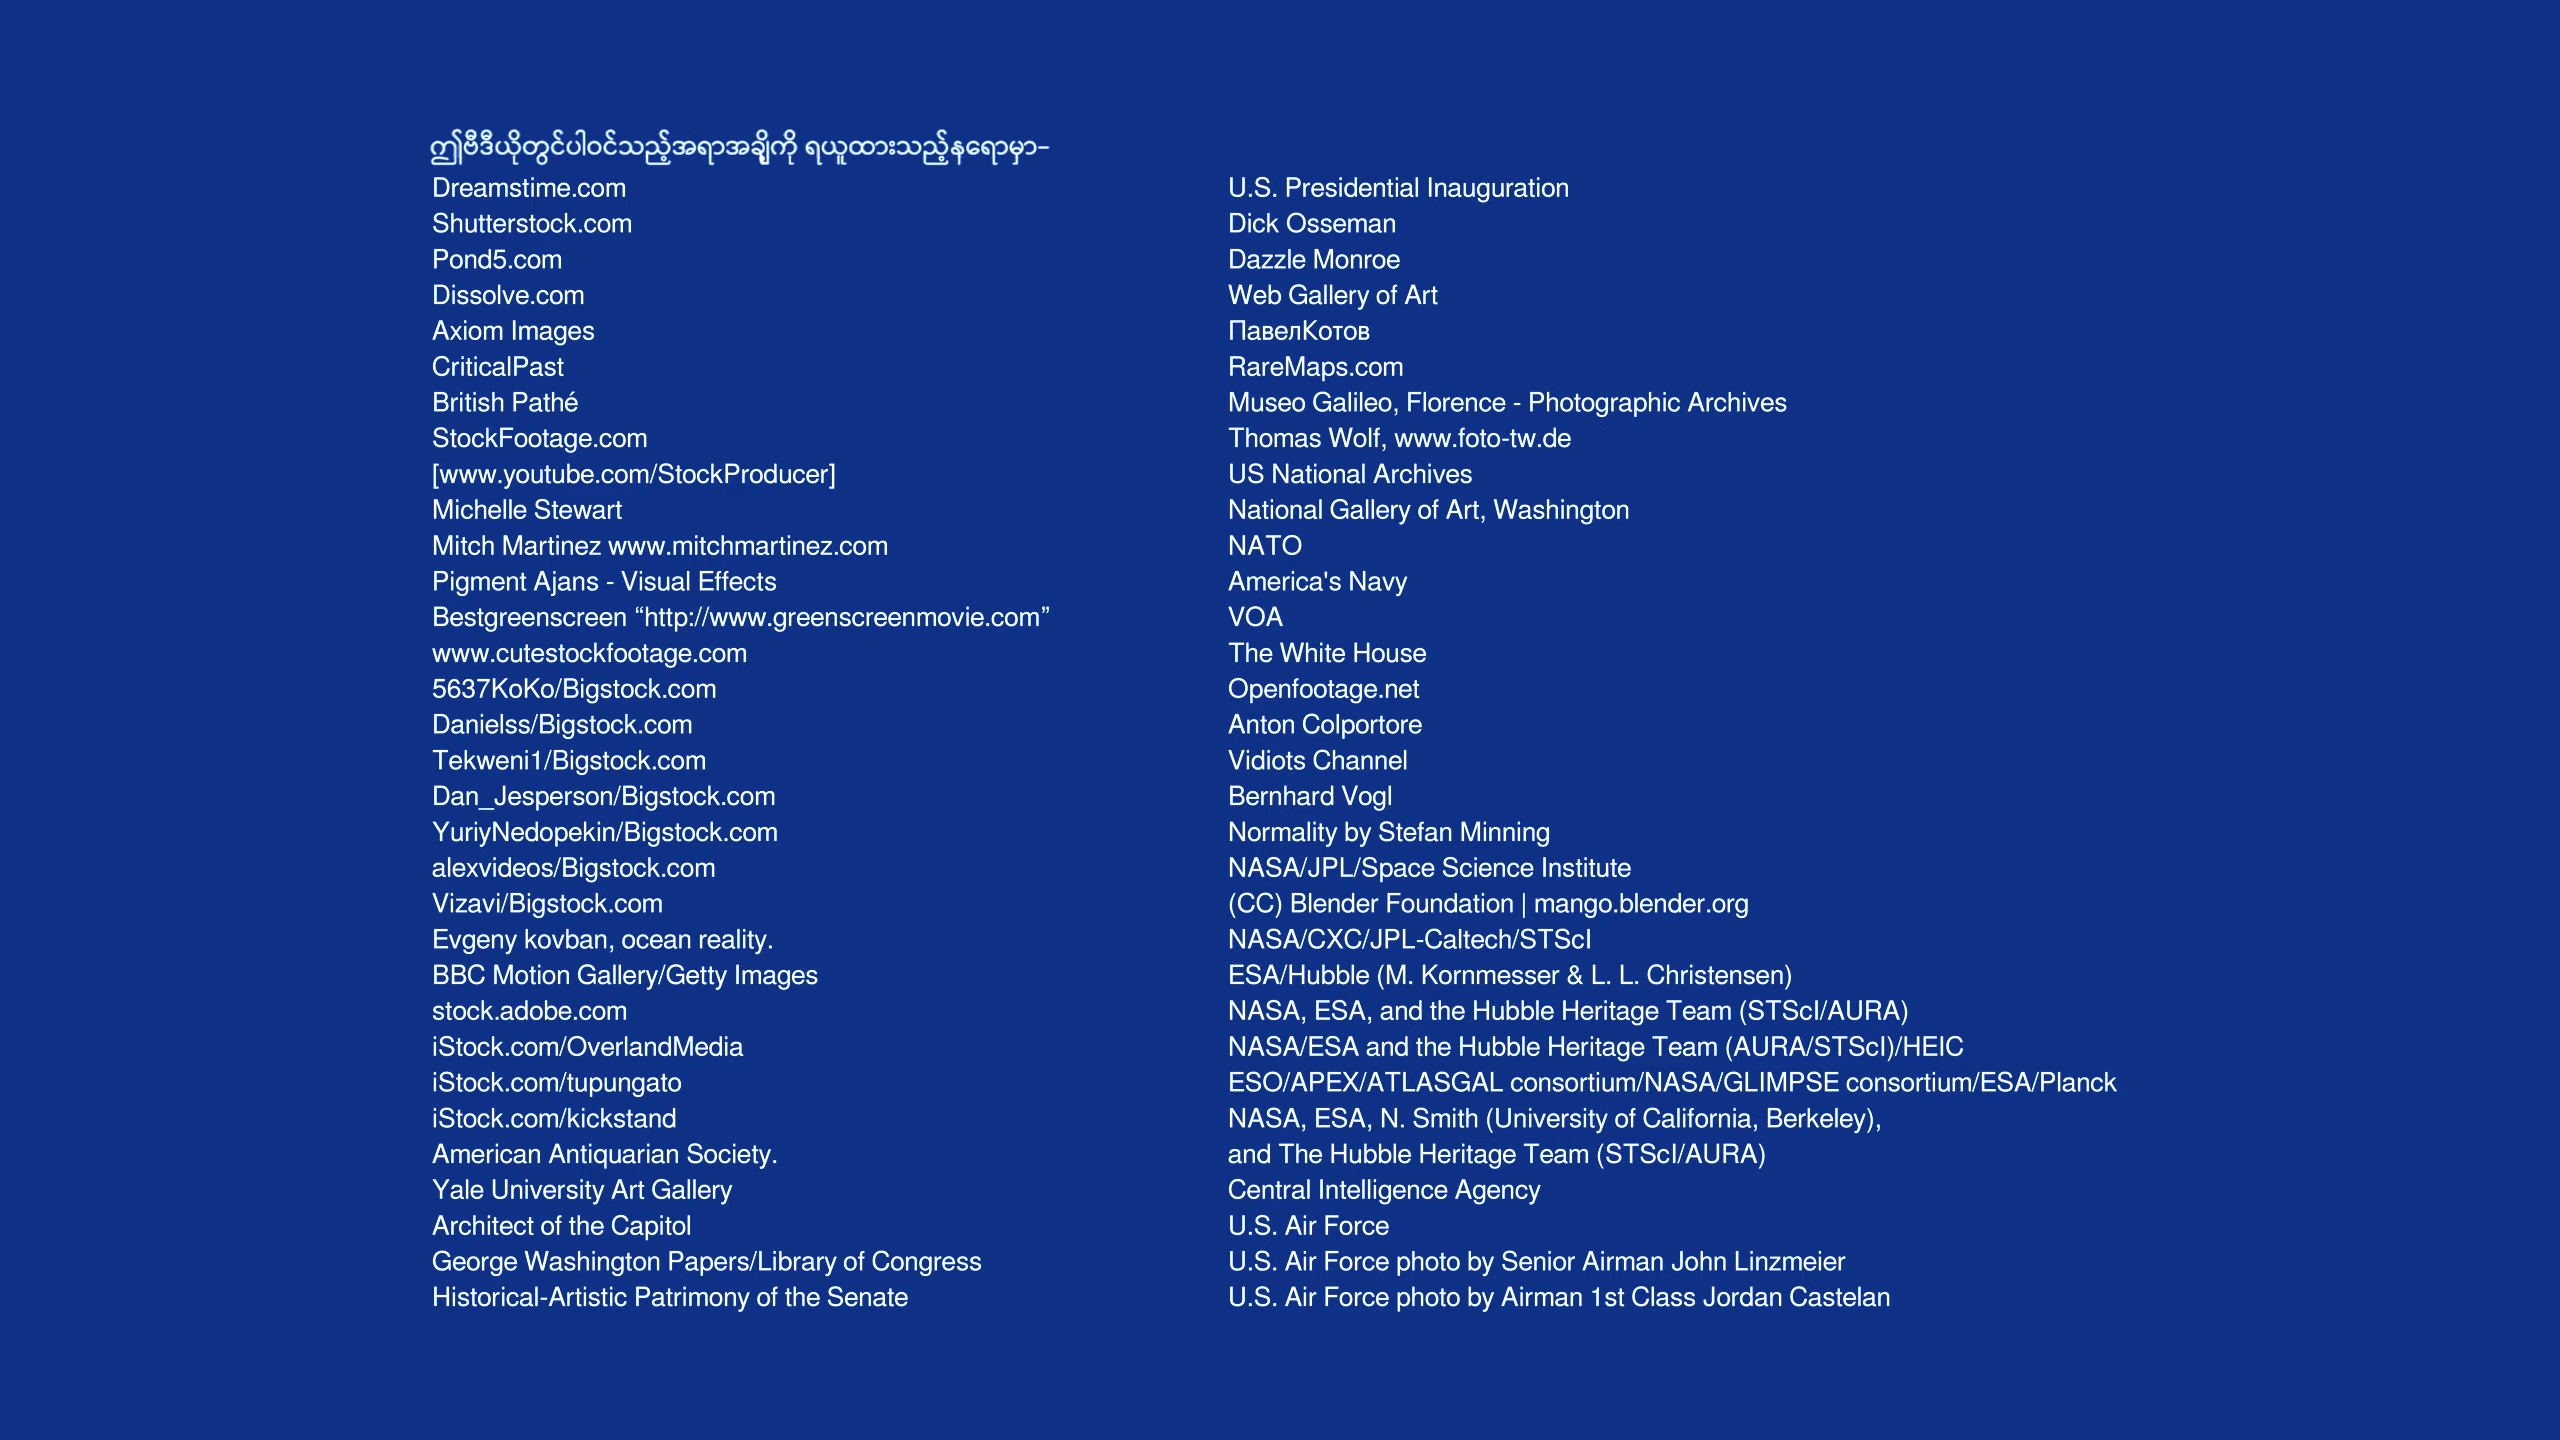 ဤဗီဒီယိုတွင်ပါဝင်သည့်အရာအချို့ကို ရယူထားသည့်နေရာမှာ-
Dreamstime.com
Shutterstock.com
Pond5.com
Dissolve.com
Axiom Images
CriticalPast
British Pathé
StockFootage.com
[www.youtube.com/StockProducer]
Michelle Stewart
Mitch Martinez www.mitchmartinez.com
Pigment Ajans - Visual Effects
Bestgreenscreen “http://www.greenscreenmovie.com”
www.cutestockfootage.com
5637KoKo/Bigstock.com
Danielss/Bigstock.com
Tekweni1/Bigstock.com
Dan_Jesperson/Bigstock.com
YuriyNedopekin/Bigstock.com
alexvideos/Bigstock.com
Vizavi/Bigstock.com
Evgeny kovban, ocean reality.
BBC Motion Gallery/Getty Images
stock.adobe.com
iStock.com/OverlandMedia
iStock.com/tupungato
iStock.com/kickstand
American Antiquarian Society.
Yale University Art Gallery
Architect of the Capitol
George Washington Papers/Library of Congress
Historical-Artistic Patrimony of the Senate
U.S. Presidential Inauguration
Dick Osseman
Dazzle Monroe
Web Gallery of Art
ПавелКотов
RareMaps.com
Museo Galileo, Florence - Photographic Archives
Thomas Wolf, www.foto-tw.de
US National Archives
National Gallery of Art, Washington
NATO
America's Navy
VOA
The White House
Openfootage.net
Anton Colportore
Vidiots Channel
Bernhard Vogl
Normality by Stefan Minning
NASA/JPL/Space Science Institute
(CC) Blender Foundation | mango.blender.org
NASA/CXC/JPL-Caltech/STScI
ESA/Hubble (M. Kornmesser & L. L. Christensen)
NASA, ESA, and the Hubble Heritage Team (STScI/AURA)
NASA/ESA and the Hubble Heritage Team (AURA/STScI)/HEIC
ESO/APEX/ATLASGAL consortium/NASA/GLIMPSE consortium/ESA/Planck
NASA, ESA, N. Smith (University of California, Berkeley),
and The Hubble Heritage Team (STScI/AURA)
Central Intelligence Agency
U.S. Air Force
U.S. Air Force photo by Senior Airman John Linzmeier
U.S. Air Force photo by Airman 1st Class Jordan Castelan